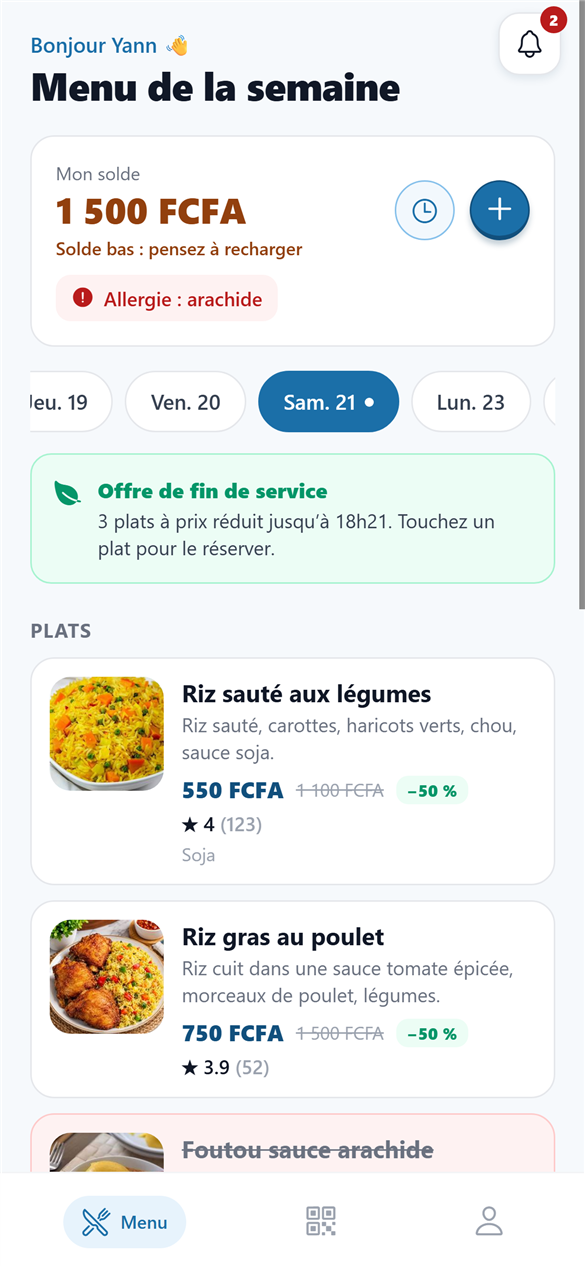 Bonjour Yann 👋
2
Menu de la semaine
Mon solde
1 500 FCFA
Solde bas : pensez à recharger
Allergie : arachide
Jeu. 19
Ven. 20
Sam. 21 •
Lun. 23
Offre de fin de service
3 plats à prix réduit jusqu’à 18h21. Touchez un
plat pour le réserver.
PLATS
Riz sauté aux légumes
Riz sauté, carottes, haricots verts, chou,
sauce soja.
550 FCFA 1 100 FCFA −50 %
★ 4 (123)
Soja
Riz gras au poulet
Riz cuit dans une sauce tomate épicée,
morceaux de poulet, légumes.
750 FCFA 1 500 FCFA −50 %
★ 3.9 (52)
Foutou sauce arachide
Menu